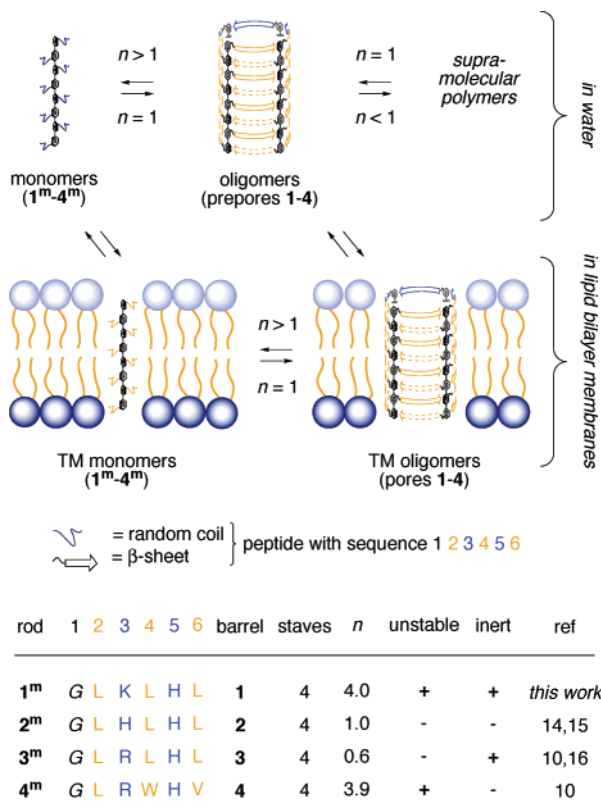 n > 1
n = 1
n = 1
n < 1
supra-
molecular
polymers
in water
monomers
(1ᵐ-4ᵐ)
oligomers
(prepores 1-4)
n > 1
n = 1
in lipid bilayer membranes
TM monomers
(1ᵐ-4ᵐ)
TM oligomers
(pores 1-4)
= random coil
= β-sheet
peptide with sequence 1 2 3 4 5 6
rod 1 2 3 4 5 6 barrel staves n unstable inert ref
1ᵐ G L K L H L 1 4 4.0 + + this work
2ᵐ G L H L H L 2 4 1.0 - - 14,15
3ᵐ G L R L H L 3 4 0.6 - + 10,16
4ᵐ G L R W H V 4 4 3.9 + - 10